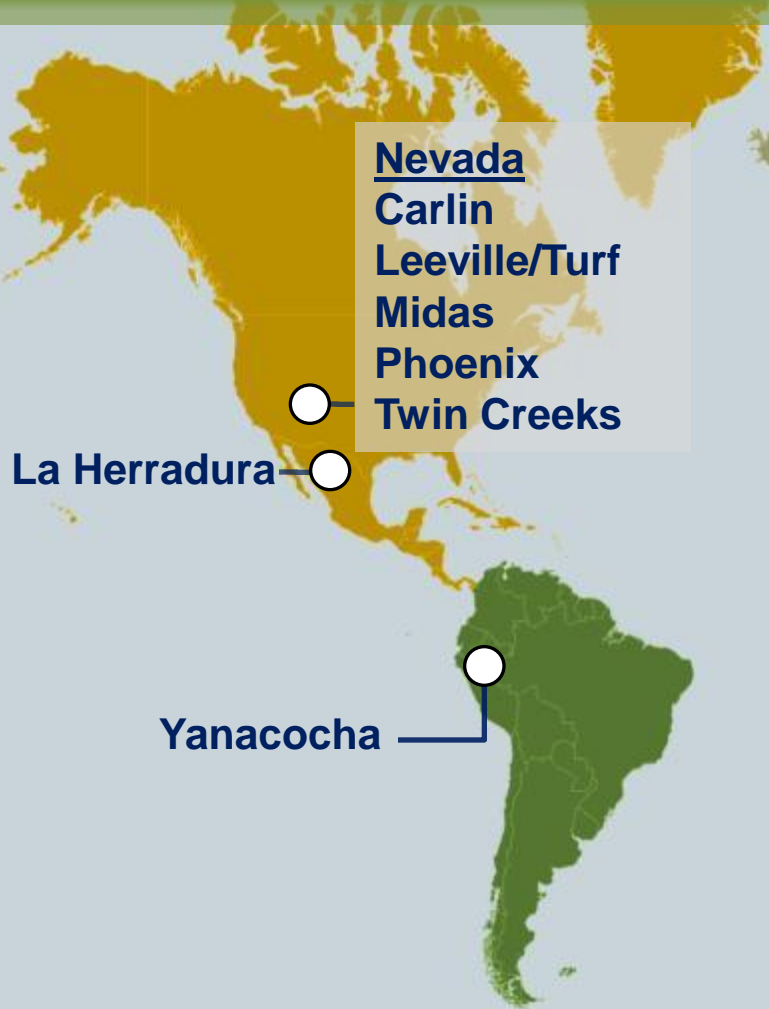 Nevada
Carlin
Leeville/Turf
Midas
Phoenix
Twin Creeks
La Herradura
Yanacocha